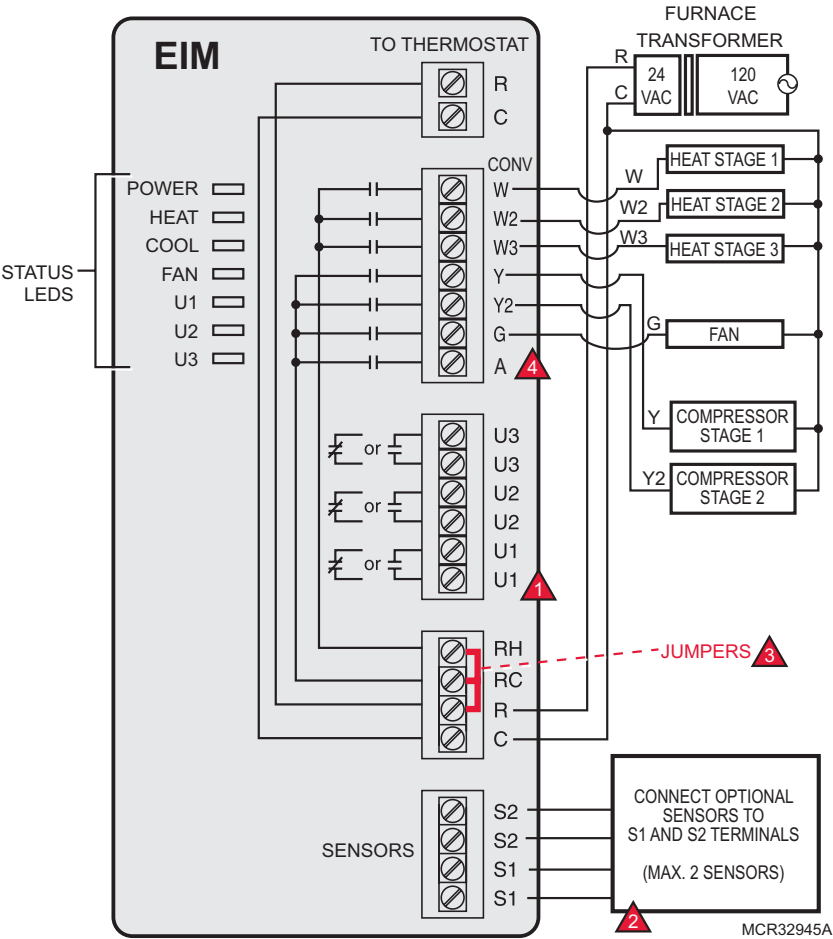 FURNACE
TRANSFORMER
EIM
TO THERMOSTAT
R
C
R
C
24
VAC
120
VAC
CONV
STATUS
LEDS
POWER
HEAT
COOL
FAN
U1
U2
U3
W
W2
W3
Y
Y2
G
A
4
W
HEAT STAGE 1
W2
HEAT STAGE 2
W3
HEAT STAGE 3
G
FAN
Y
COMPRESSOR
STAGE 1
Y2
COMPRESSOR
STAGE 2
or
or
or
U3
U3
U2
U2
U1
U1
1
RH
RC
R
C
JUMPERS
3
SENSORS
S2
S2
S1
S1
CONNECT OPTIONAL
SENSORS TO
S1 AND S2 TERMINALS
(MAX. 2 SENSORS)
2
MCR32945A